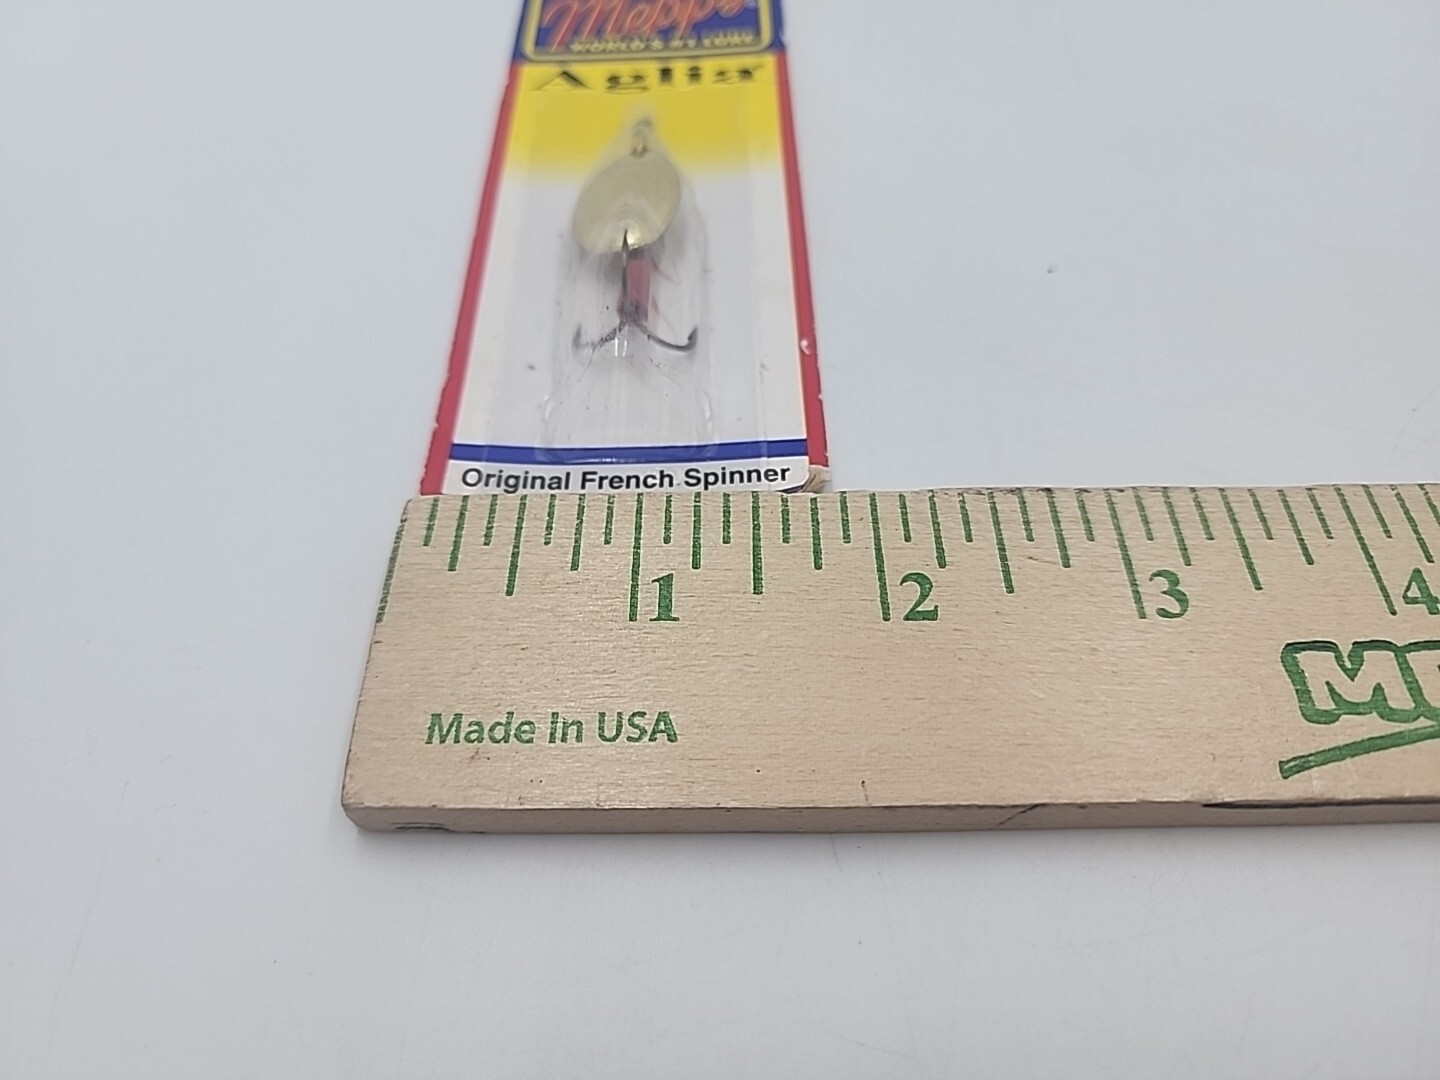 Mepps
WORLD'S #1 LURE
Aglia
Original French Spinner
1 2 3 4
Made in USA